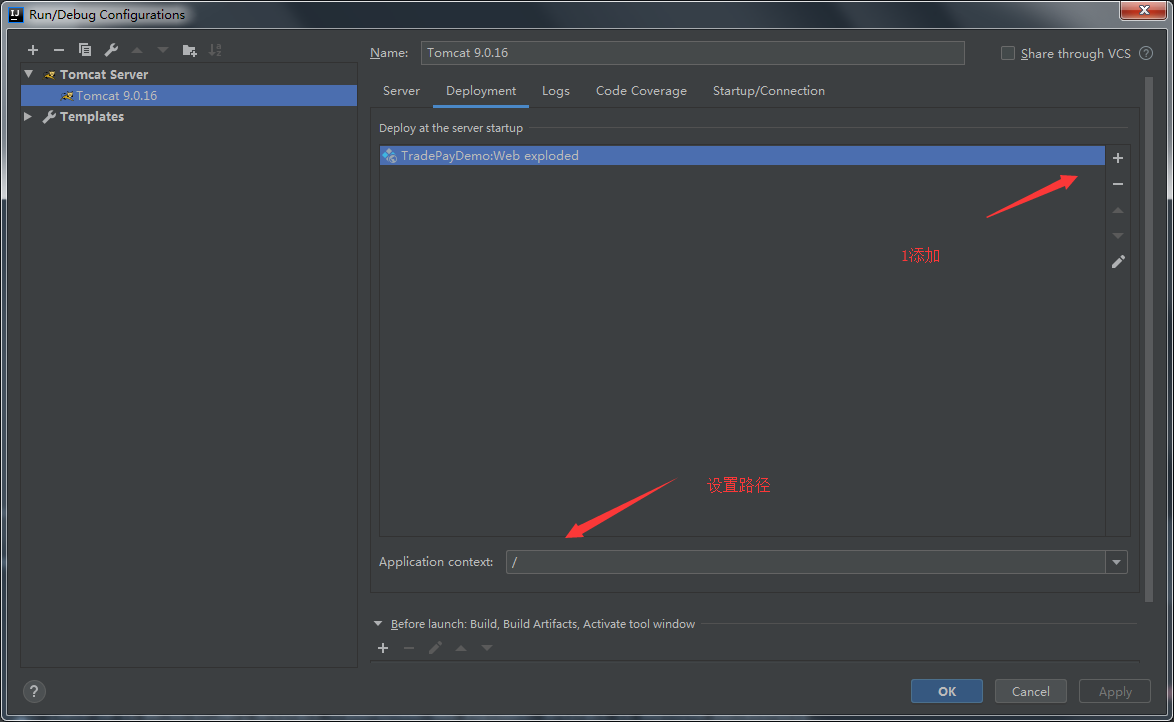 Run/Debug Configurations
Tomcat Server
Tomcat 9.0.16
Templates
Name: Tomcat 9.0.16
Share through VCS ?
Server Deployment Logs Code Coverage Startup/Connection
Deploy at the server startup
TradePayDemo:Web exploded
1添加
设置路径
Application context: /
Before launch: Build, Build Artifacts, Activate tool window
? OK Cancel Apply